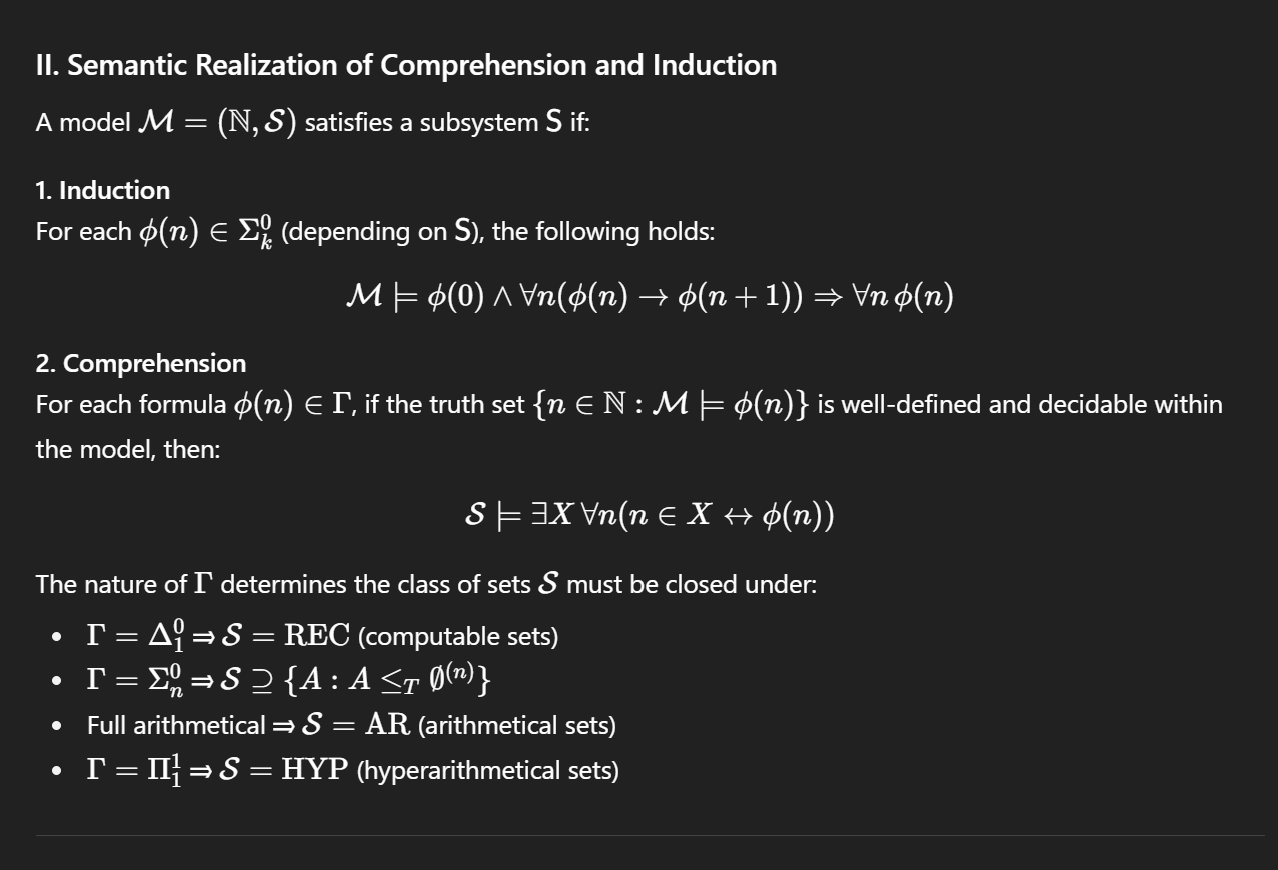 II. Semantic Realization of Comprehension and Induction
A model ℳ = (ℕ, 𝒮) satisfies a subsystem S if:
1. Induction
For each ϕ(n) ∈ Σ⁰ₖ (depending on S), the following holds:
ℳ ⊨ ϕ(0) ∧ ∀n(ϕ(n) → ϕ(n + 1)) ⇒ ∀n ϕ(n)
2. Comprehension
For each formula ϕ(n) ∈ Γ, if the truth set {n ∈ ℕ : ℳ ⊨ ϕ(n)} is well-defined and decidable within
the model, then:
𝒮 ⊨ ∃X ∀n(n ∈ X ↔ ϕ(n))
The nature of Γ determines the class of sets 𝒮 must be closed under:
• Γ = Δ⁰₁ ⇒ 𝒮 = REC (computable sets)
• Γ = Σ⁰ₙ ⇒ 𝒮 ⊇ {A : A ≤_T ∅⁽ⁿ⁾}
• Full arithmetical ⇒ 𝒮 = AR (arithmetical sets)
• Γ = Π¹₁ ⇒ 𝒮 = HYP (hyperarithmetical sets)